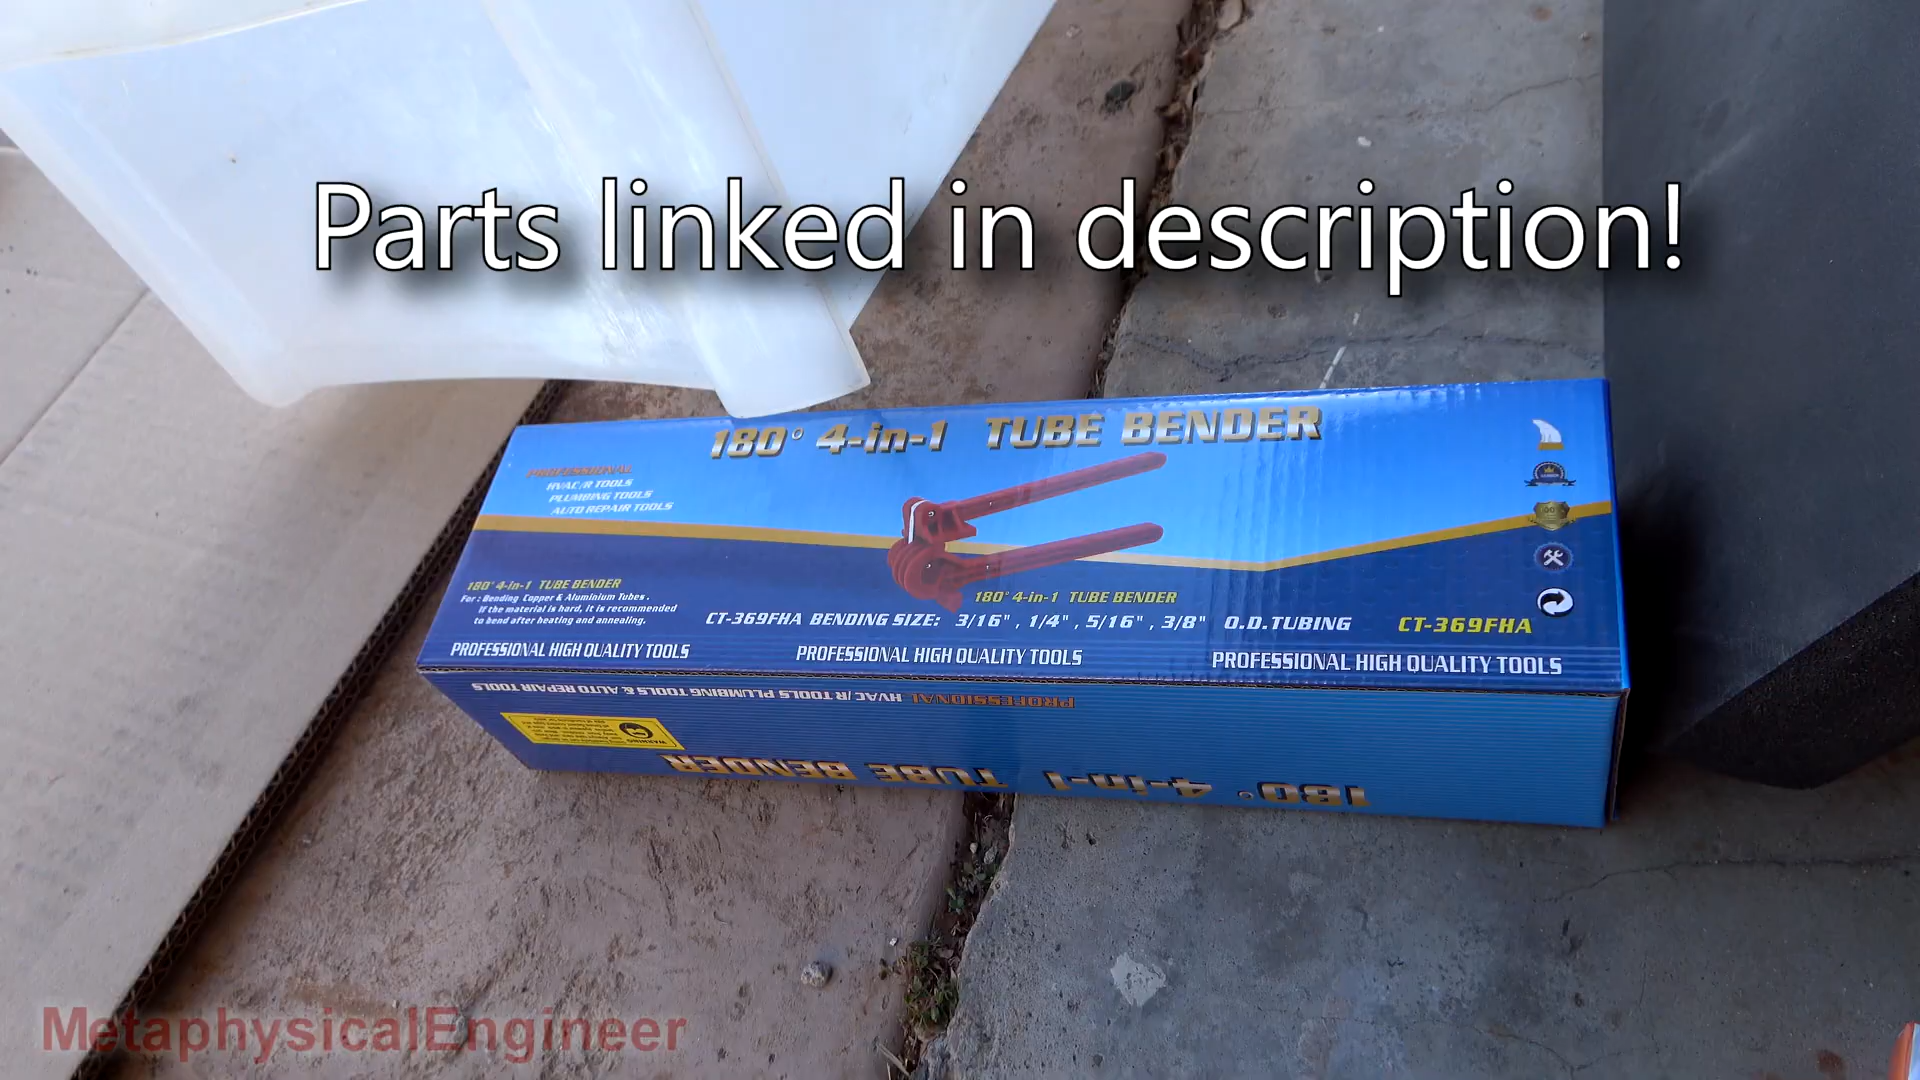 Parts linked in description!
180° 4-in-1 TUBE BENDER
PROFESSIONAL
HVAC/R TOOLS
PLUMBING TOOLS
AUTO REPAIR TOOLS
180° 4-in-1 TUBE BENDER
For : Bending Copper & Aluminium Tubes .
If the material is hard, it is recommended
to bend after heating and annealing.
180° 4-in-1 TUBE BENDER
CT-369FHA BENDING SIZE: 3/16" , 1/4" , 5/16" , 3/8" O.D.TUBING
CT-369FHA
PROFESSIONAL HIGH QUALITY TOOLS
PROFESSIONAL HIGH QUALITY TOOLS
PROFESSIONAL HIGH QUALITY TOOLS
PROFESSIONAL HVAC/R TOOLS PLUMBING TOOLS & AUTO REPAIR TOOLS
WARNING
180° 4-in-1 TUBE BENDER
MetaphysicalEngineer